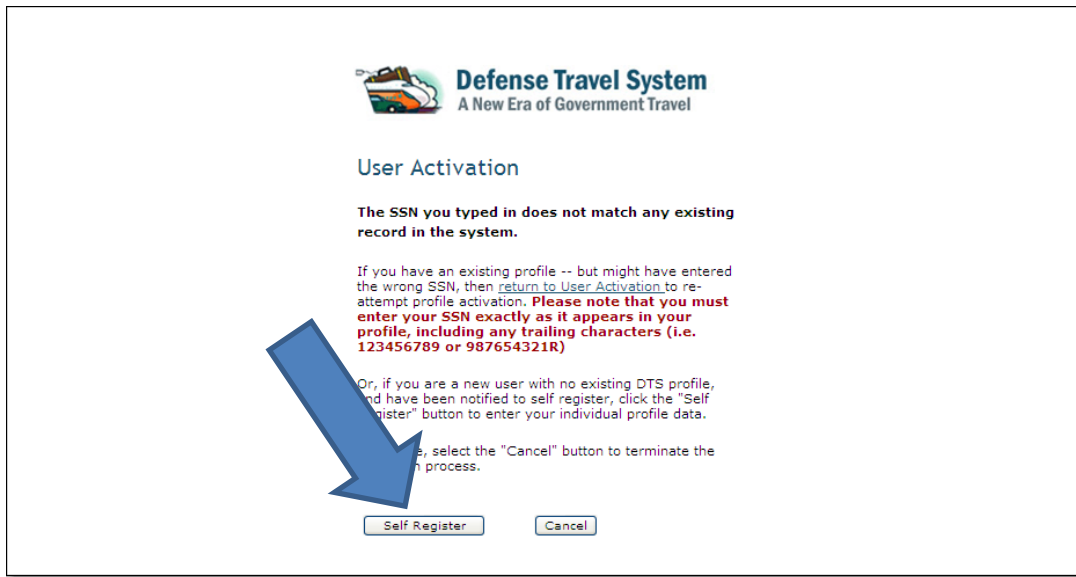 Defense Travel System
A New Era of Government Travel
User Activation
The SSN you typed in does not match any existing
record in the system.
If you have an existing profile -- but might have entered
the wrong SSN, then return to User Activation to re-
attempt profile activation. Please note that you must
enter your SSN exactly as it appears in your
profile, including any trailing characters (i.e.
123456789 or 987654321R)
Or, if you are a new user with no existing DTS profile,
and have been notified to self register, click the "Self
Register" button to enter your individual profile data.
select the "Cancel" button to terminate the
process.
Self Register
Cancel